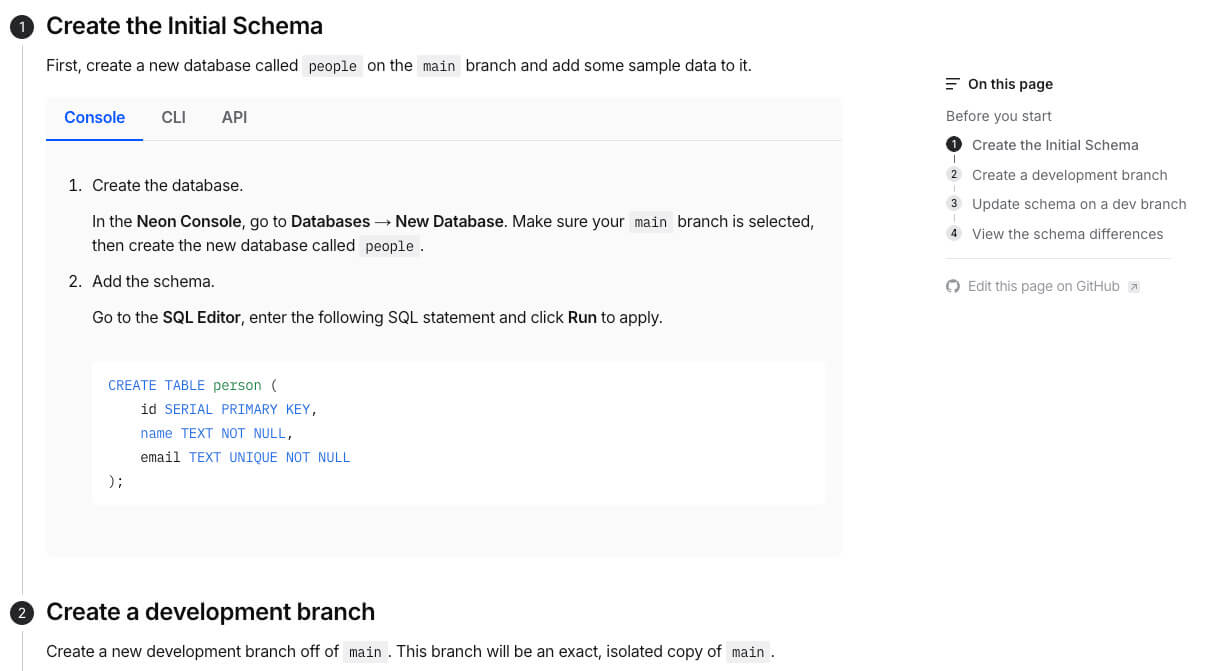 1 Create the Initial Schema
First, create a new database called people on the main branch and add some sample data to it.
Console CLI API
1. Create the database.
In the Neon Console, go to Databases → New Database. Make sure your main branch is selected,
then create the new database called people.
2. Add the schema.
Go to the SQL Editor, enter the following SQL statement and click Run to apply.
CREATE TABLE person (
    id SERIAL PRIMARY KEY,
    name TEXT NOT NULL,
    email TEXT UNIQUE NOT NULL
);
2 Create a development branch
Create a new development branch off of main. This branch will be an exact, isolated copy of main.
On this page
Before you start
1 Create the Initial Schema
2 Create a development branch
3 Update schema on a dev branch
4 View the schema differences
Edit this page on GitHub